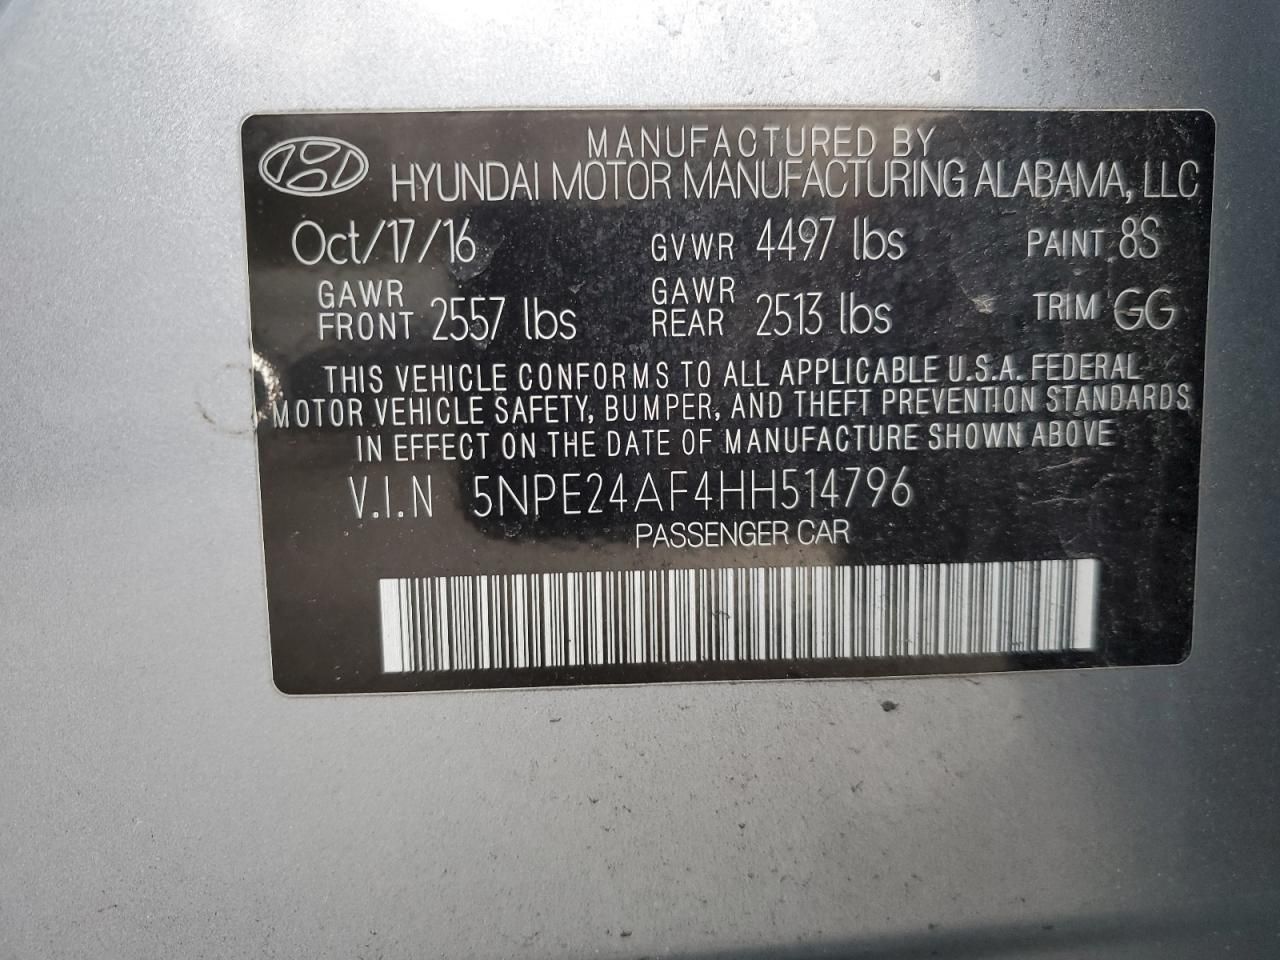 MANUFACTURED BY
HYUNDAI MOTOR MANUFACTURING ALABAMA, LLC
Oct/17/16 GVWR 4497 lbs PAINT 8S
GAWR FRONT 2557 lbs GAWR REAR 2513 lbs TRIM GG
THIS VEHICLE CONFORMS TO ALL APPLICABLE U.S.A. FEDERAL
MOTOR VEHICLE SAFETY, BUMPER, AND THEFT PREVENTION STANDARDS
IN EFFECT ON THE DATE OF MANUFACTURE SHOWN ABOVE
V.I.N 5NPE24AF4HH514796
PASSENGER CAR